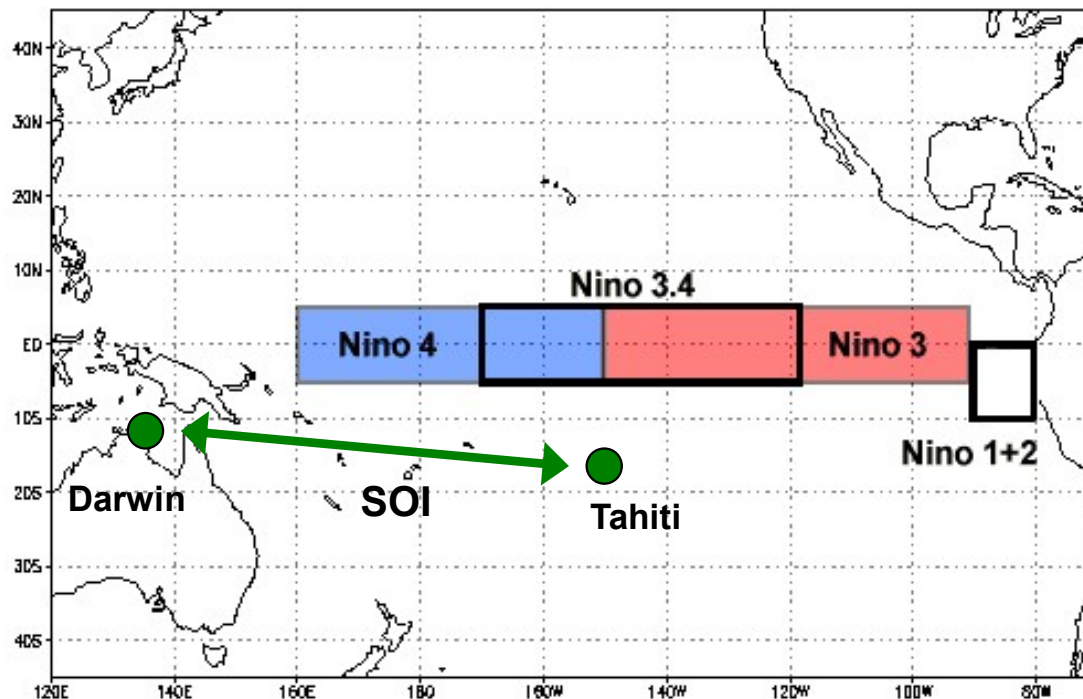 40N
30N
20N
10N
EQ
10S
20S
30S
40S
Nino 3.4
Nino 4
Nino 3
Nino 1+2
Darwin
SOI
Tahiti
120E
140E
160E
180
160W
140W
120W
100W
80W